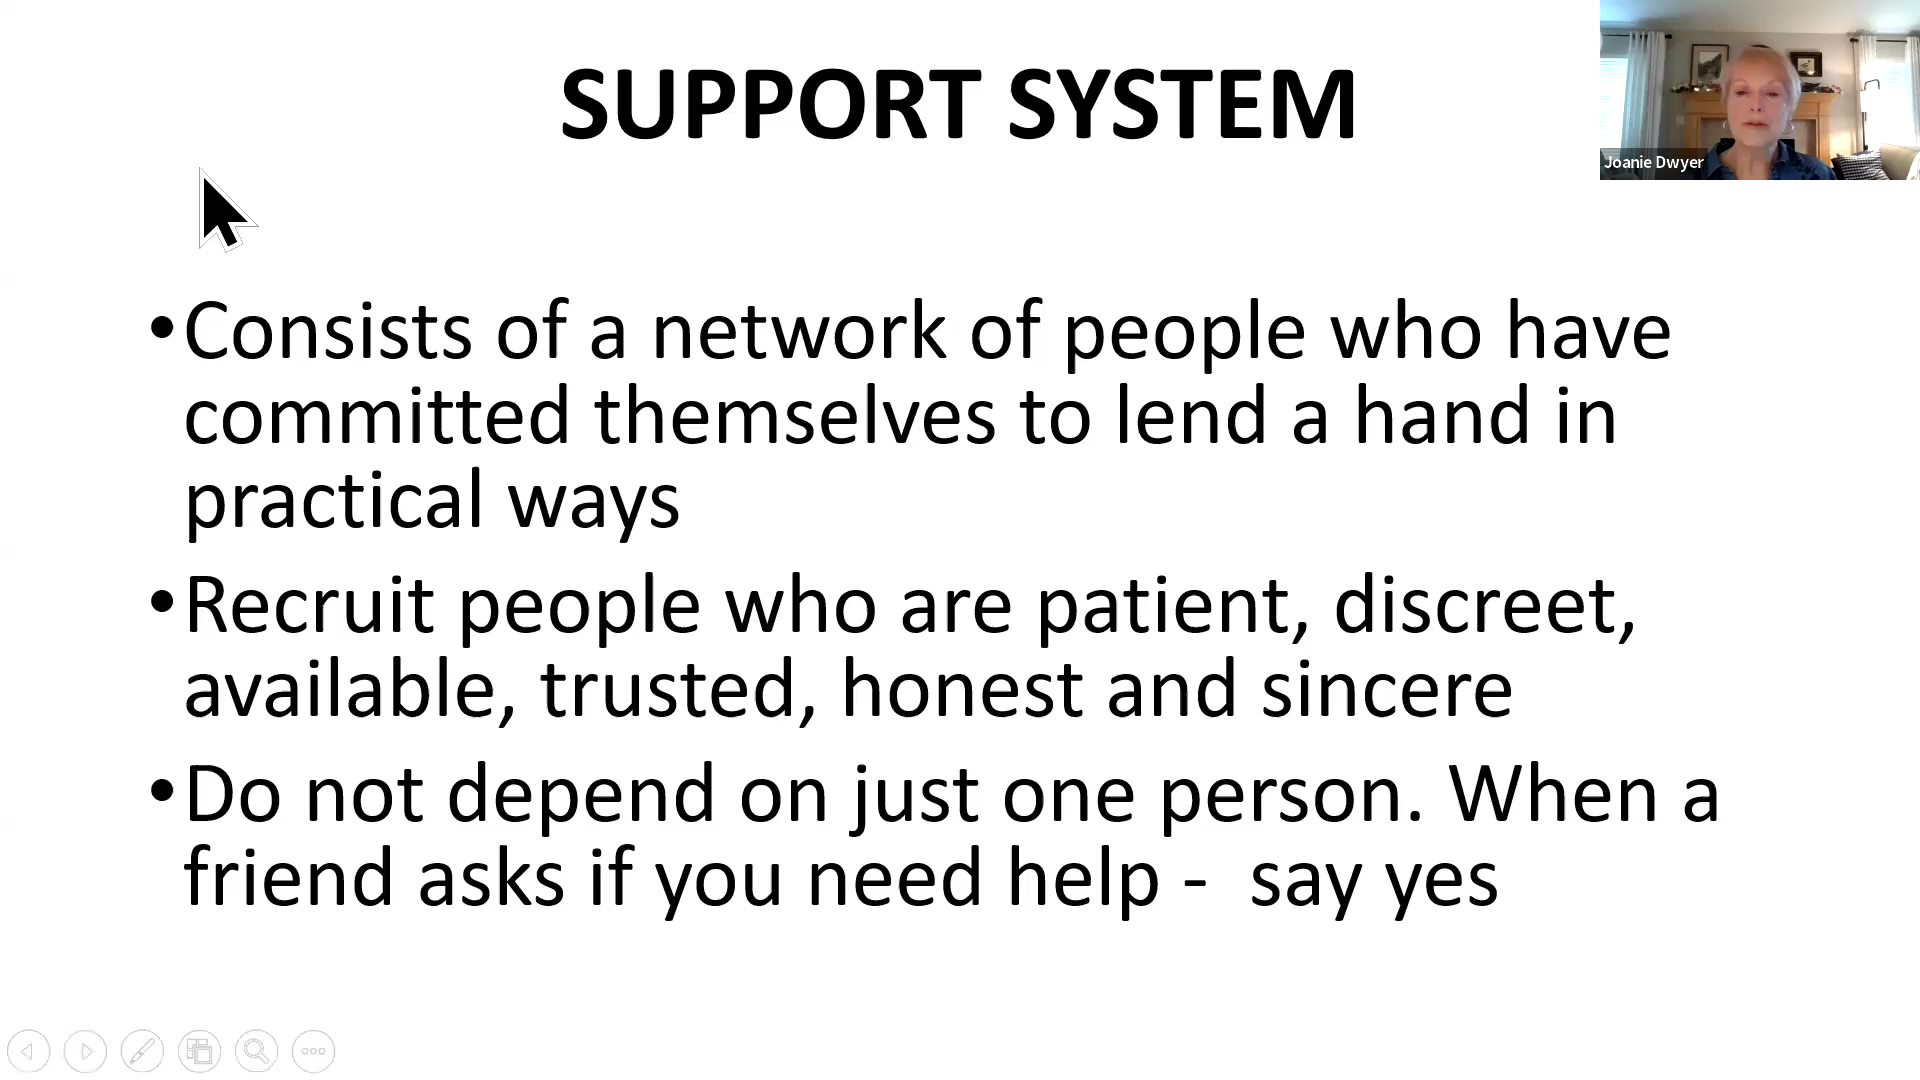 SUPPORT SYSTEM
Joanie Dwyer
•Consists of a network of people who have
committed themselves to lend a hand in
practical ways
•Recruit people who are patient, discreet,
available, trusted, honest and sincere
•Do not depend on just one person. When a
friend asks if you need help -  say yes